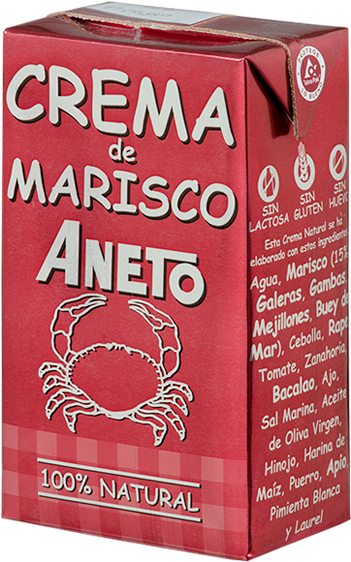 CREMA
de
MARISCO
ANETO
100% NATURAL
Tetra Pak
SIN LACTOSA
SIN GLUTEN
SIN HUEVO
Esta Crema Natural se ha
elaborado con estos ingredientes:
Agua, Marisco (15%
Galeras, Gambas,
Mejillones, Buey de
Mar), Cebolla, Rape,
Tomate, Zanahoria,
Bacalao, Ajo,
Sal Marina, Aceite
de Oliva Virgen,
Hinojo, Harina de
Maíz, Puerro, Apio,
Pimienta Blanca
y Laurel